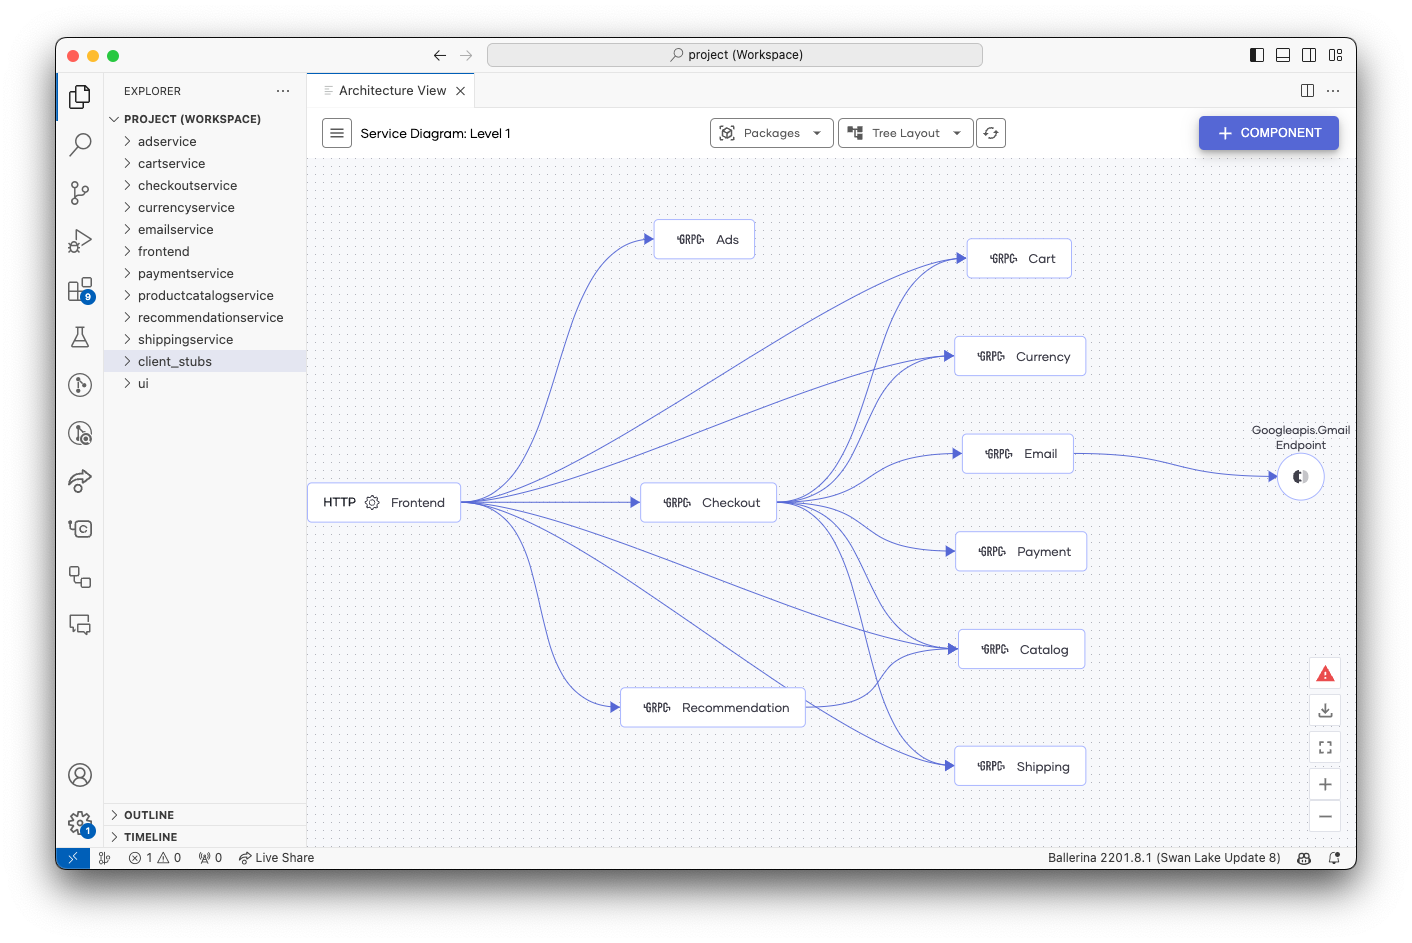 project (Workspace)
EXPLORER
Architecture View
PROJECT (WORKSPACE)
adservice
cartservice
checkoutservice
currencyservice
emailservice
frontend
paymentservice
productcatalogservice
recommendationservice
shippingservice
client_stubs
ui
9
OUTLINE
TIMELINE
1
Service Diagram: Level 1
Packages
Tree Layout
COMPONENT
GRPC Ads
GRPC Cart
GRPC Currency
Googleapis.Gmail
Endpoint
GRPC Email
HTTP Frontend
GRPC Checkout
GRPC Payment
GRPC Catalog
GRPC Recommendation
GRPC Shipping
1 0 0 Live Share
Ballerina 2201.8.1 (Swan Lake Update 8)